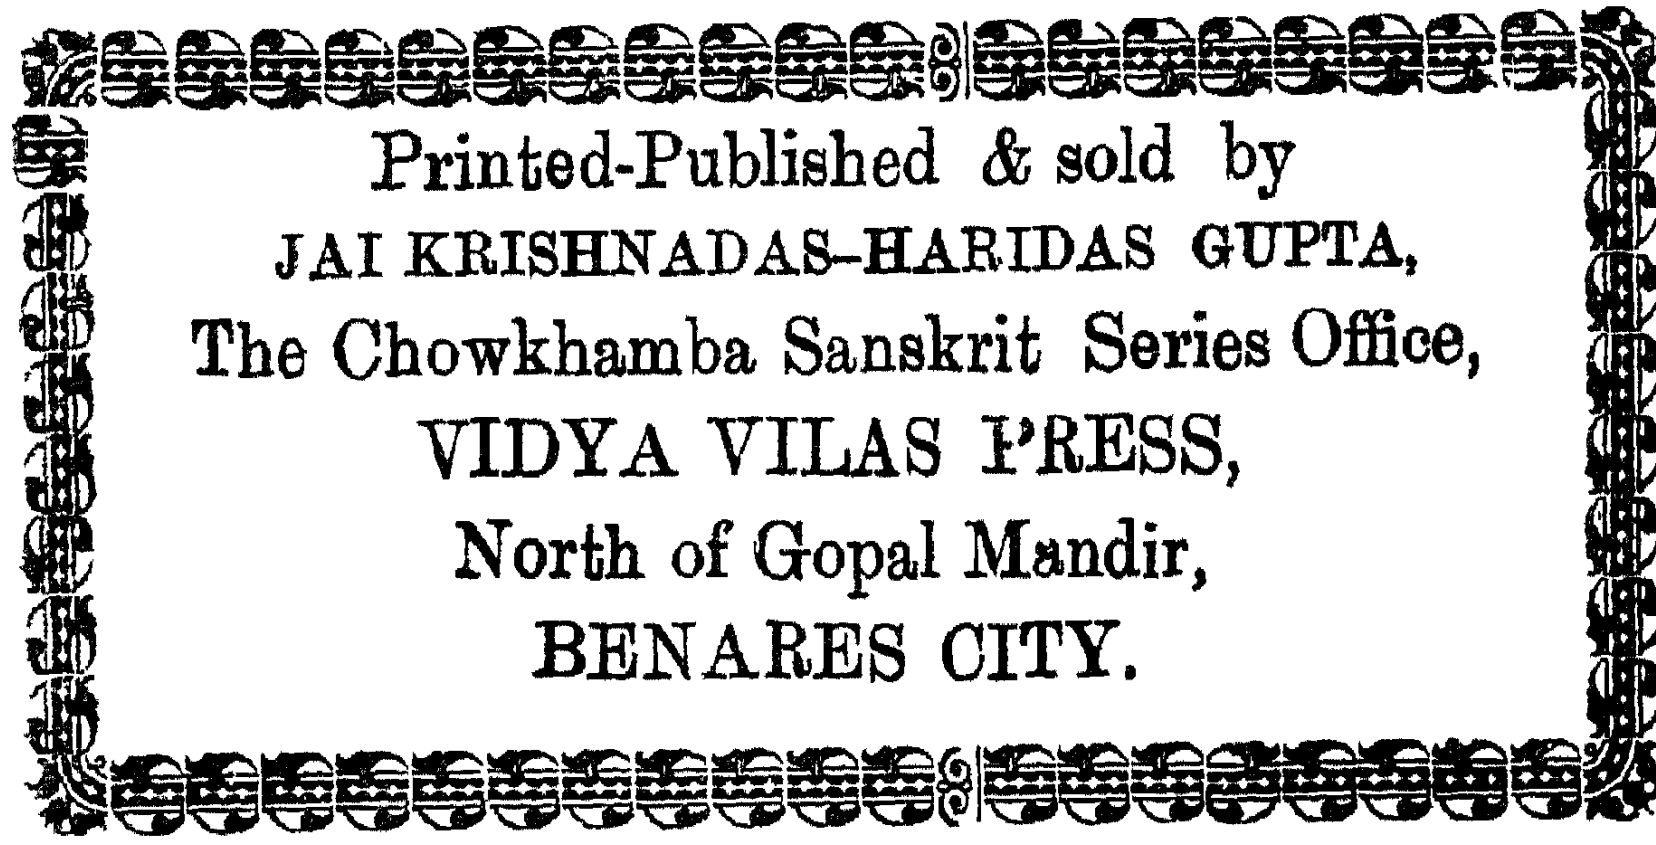 Printed-Published & sold by
JAI KRISHNADAS-HARIDAS GUPTA,
The Chowkhamba Sanskrit Series Office,
VIDYA VILAS PRESS,
North of Gopal Mandir,
BENARES CITY.